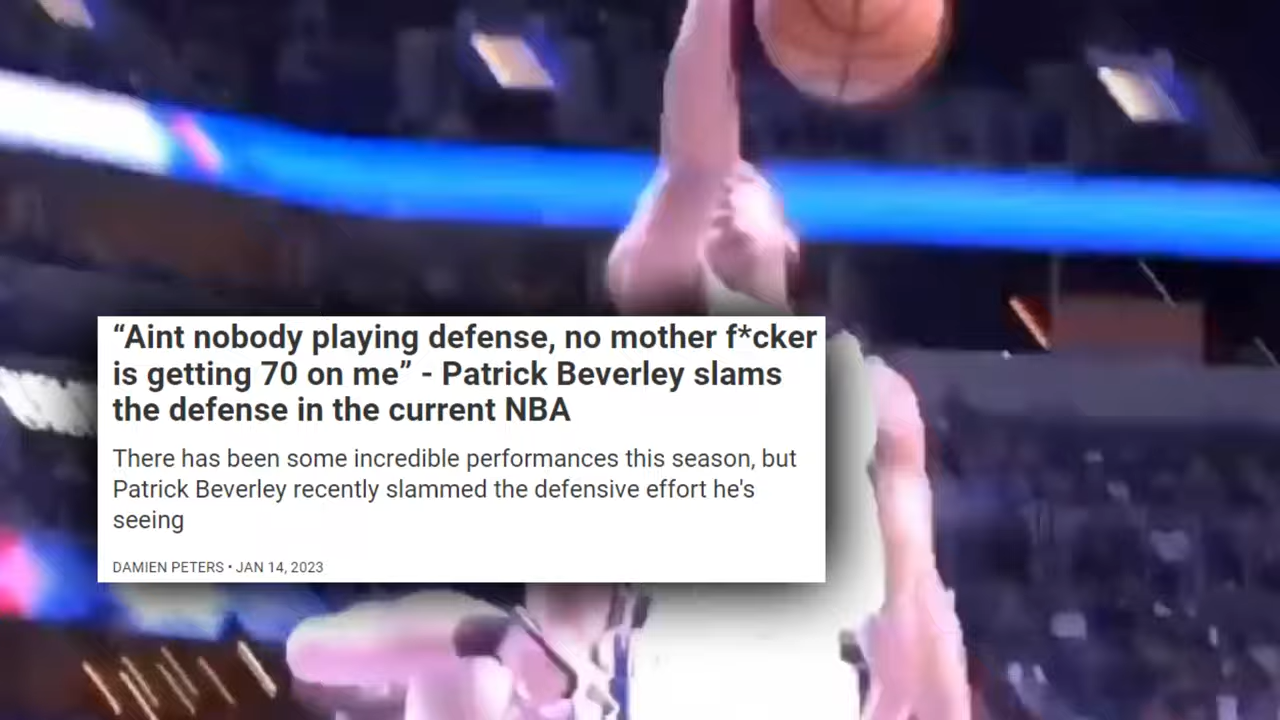 “Aint nobody playing defense, no mother f*cker
is getting 70 on me” - Patrick Beverley slams
the defense in the current NBA
There has been some incredible performances this season, but
Patrick Beverley recently slammed the defensive effort he's
seeing
DAMIEN PETERS • JAN 14, 2023